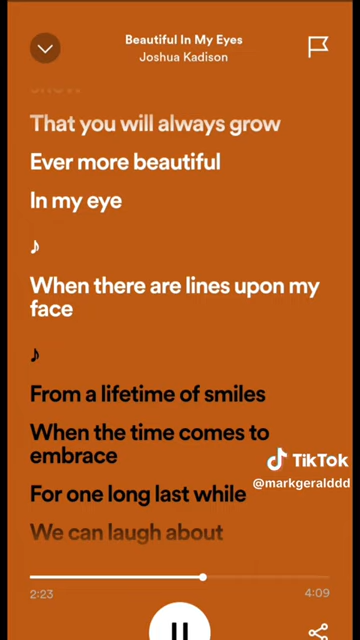 Beautiful In My Eyes
Joshua Kadison
That you will always grow
Ever more beautiful
In my eye
When there are lines upon my
face
From a lifetime of smiles
When the time comes to
embrace
For one long last while
We can laugh about
TikTok
@markgeralddd
2:23
4:09